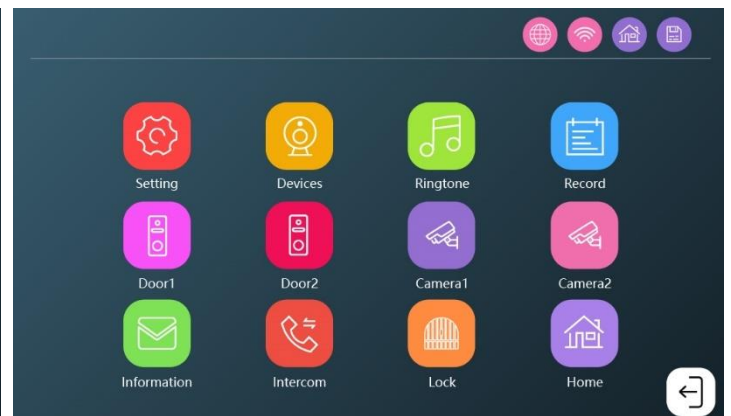 Setting Devices Ringtone Record
Door1 Door2 Camera1 Camera2
Information Intercom Lock Home